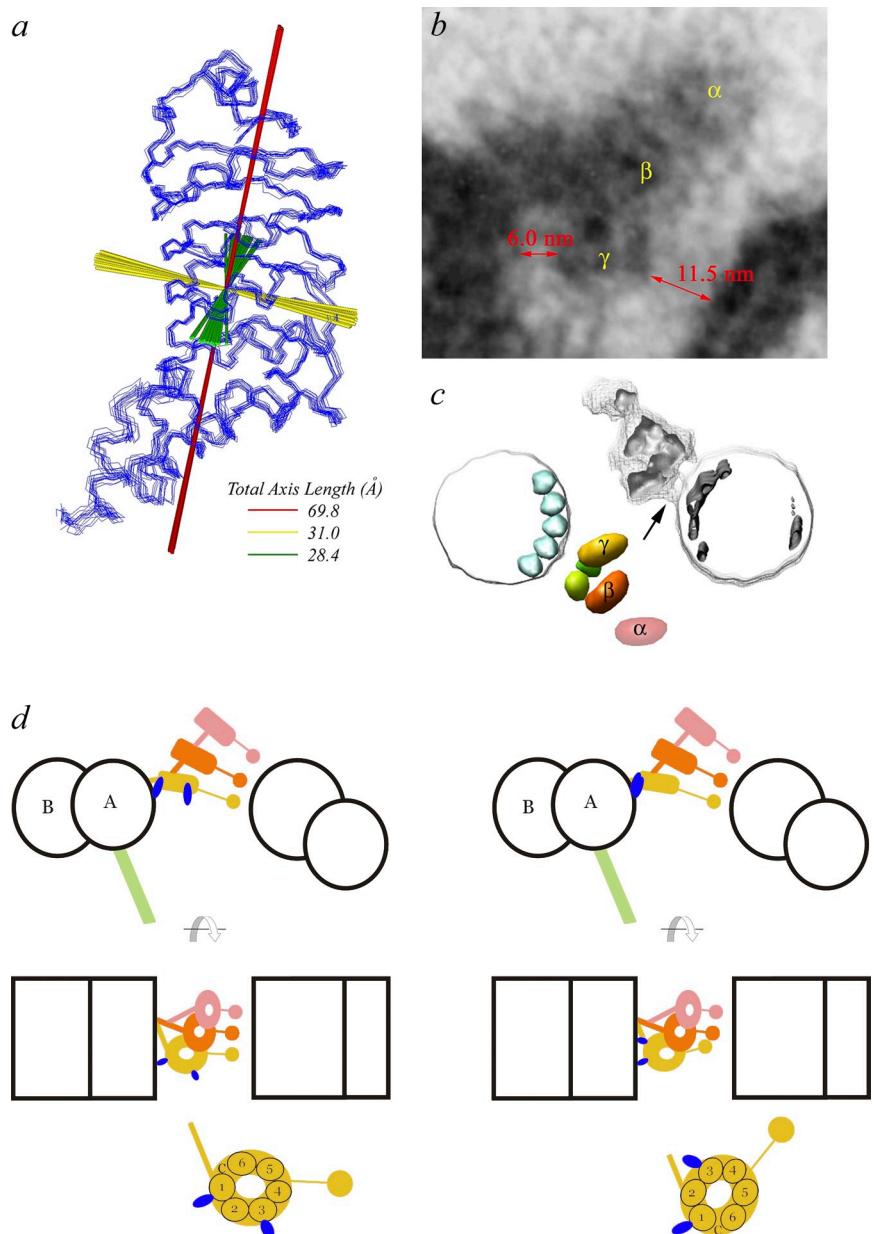 a
b
α
β
6.0 nm
γ
11.5 nm
Total Axis Length (Å)
69.8
31.0
28.4
c
γ
β
α
d
B
A
B
A
6
C
5
1
4
2
3
3
4
2
5
1
6
C